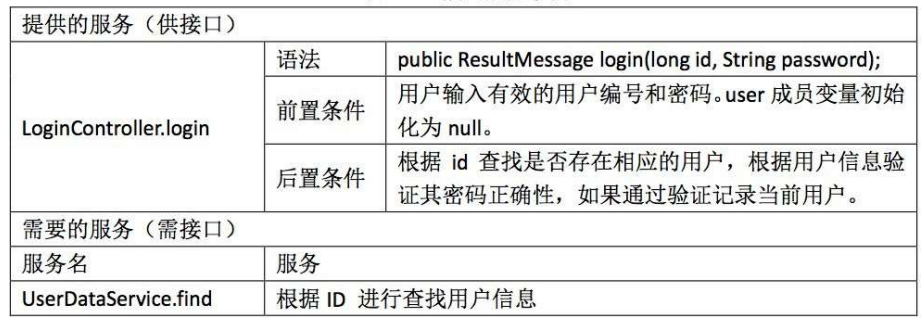 提供的服务（供接口）
LoginController.login
语法
public ResultMessage login(long id, String password);
前置条件
用户输入有效的用户编号和密码。user 成员变量初始
化为 null。
后置条件
根据 id 查找是否存在相应的用户，根据用户信息验
证其密码正确性，如果通过验证记录当前用户。
需要的服务（需接口）
服务名
服务
UserDataService.find
根据 ID 进行查找用户信息